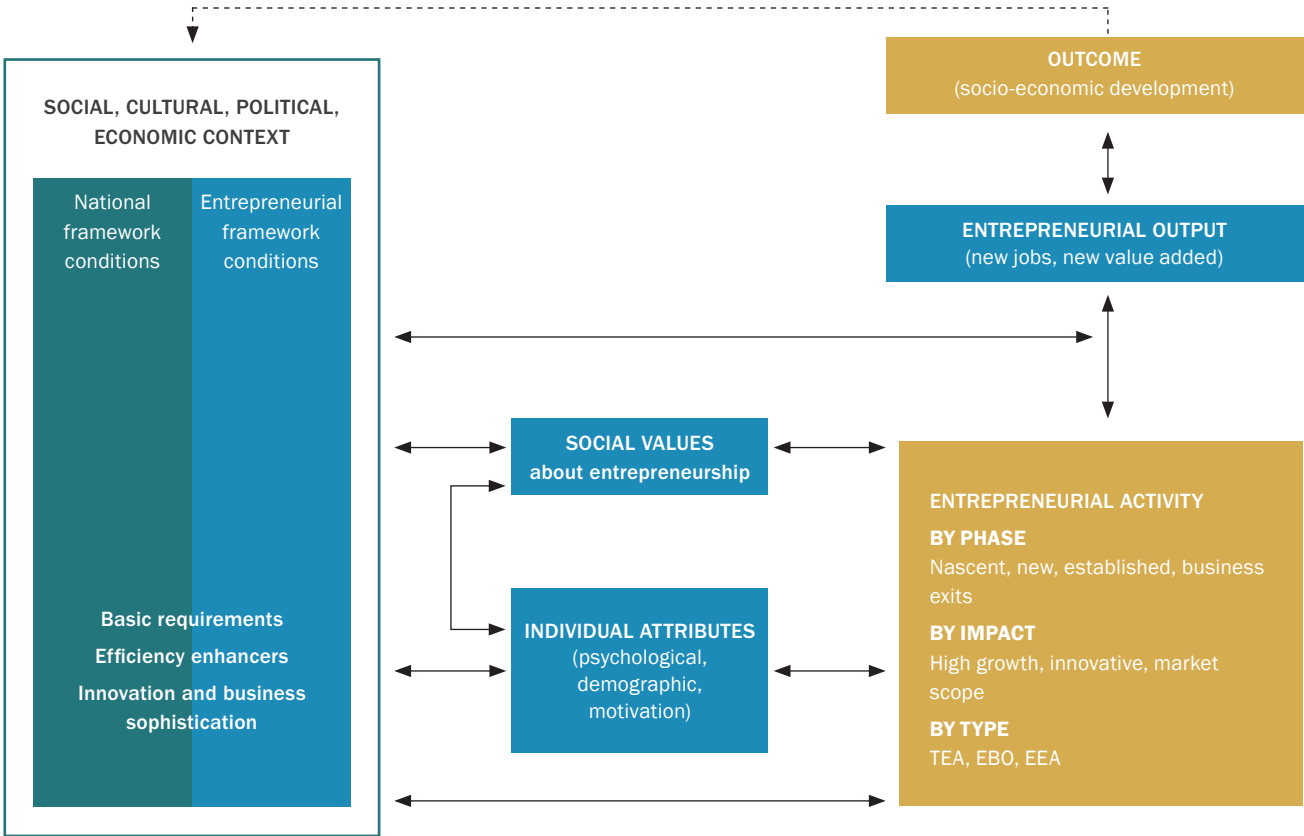 SOCIAL, CULTURAL, POLITICAL,
ECONOMIC CONTEXT
National
framework
conditions
Entrepreneurial
framework
conditions
Basic requirements
Efficiency enhancers
Innovation and business
sophistication
SOCIAL VALUES
about entrepreneurship
INDIVIDUAL ATTRIBUTES
(psychological,
demographic,
motivation)
OUTCOME
(socio-economic development)
ENTREPRENEURIAL OUTPUT
(new jobs, new value added)
ENTREPRENEURIAL ACTIVITY
BY PHASE
Nascent, new, established, business
exits
BY IMPACT
High growth, innovative, market
scope
BY TYPE
TEA, EBO, EEA